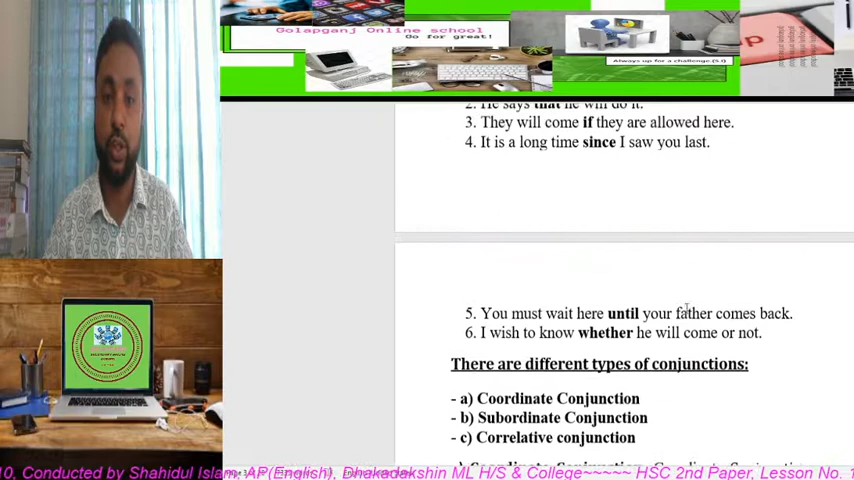 Golapganj Online school
Go for great!
Always up for a challenge.(S.I)
2. He says that he will do it.
3. They will come if they are allowed here.
4. It is a long time since I saw you last.
5. You must wait here until your father comes back.
6. I wish to know whether he will come or not.
There are different types of conjunctions:
- a) Coordinate Conjunction
- b) Subordinate Conjunction
- c) Correlative conjunction
10, Conducted by Shahidul Islam, AP(English), Dhakadakshin ML H/S & College~~~~~ HSC 2nd Paper, Lesson No. 1